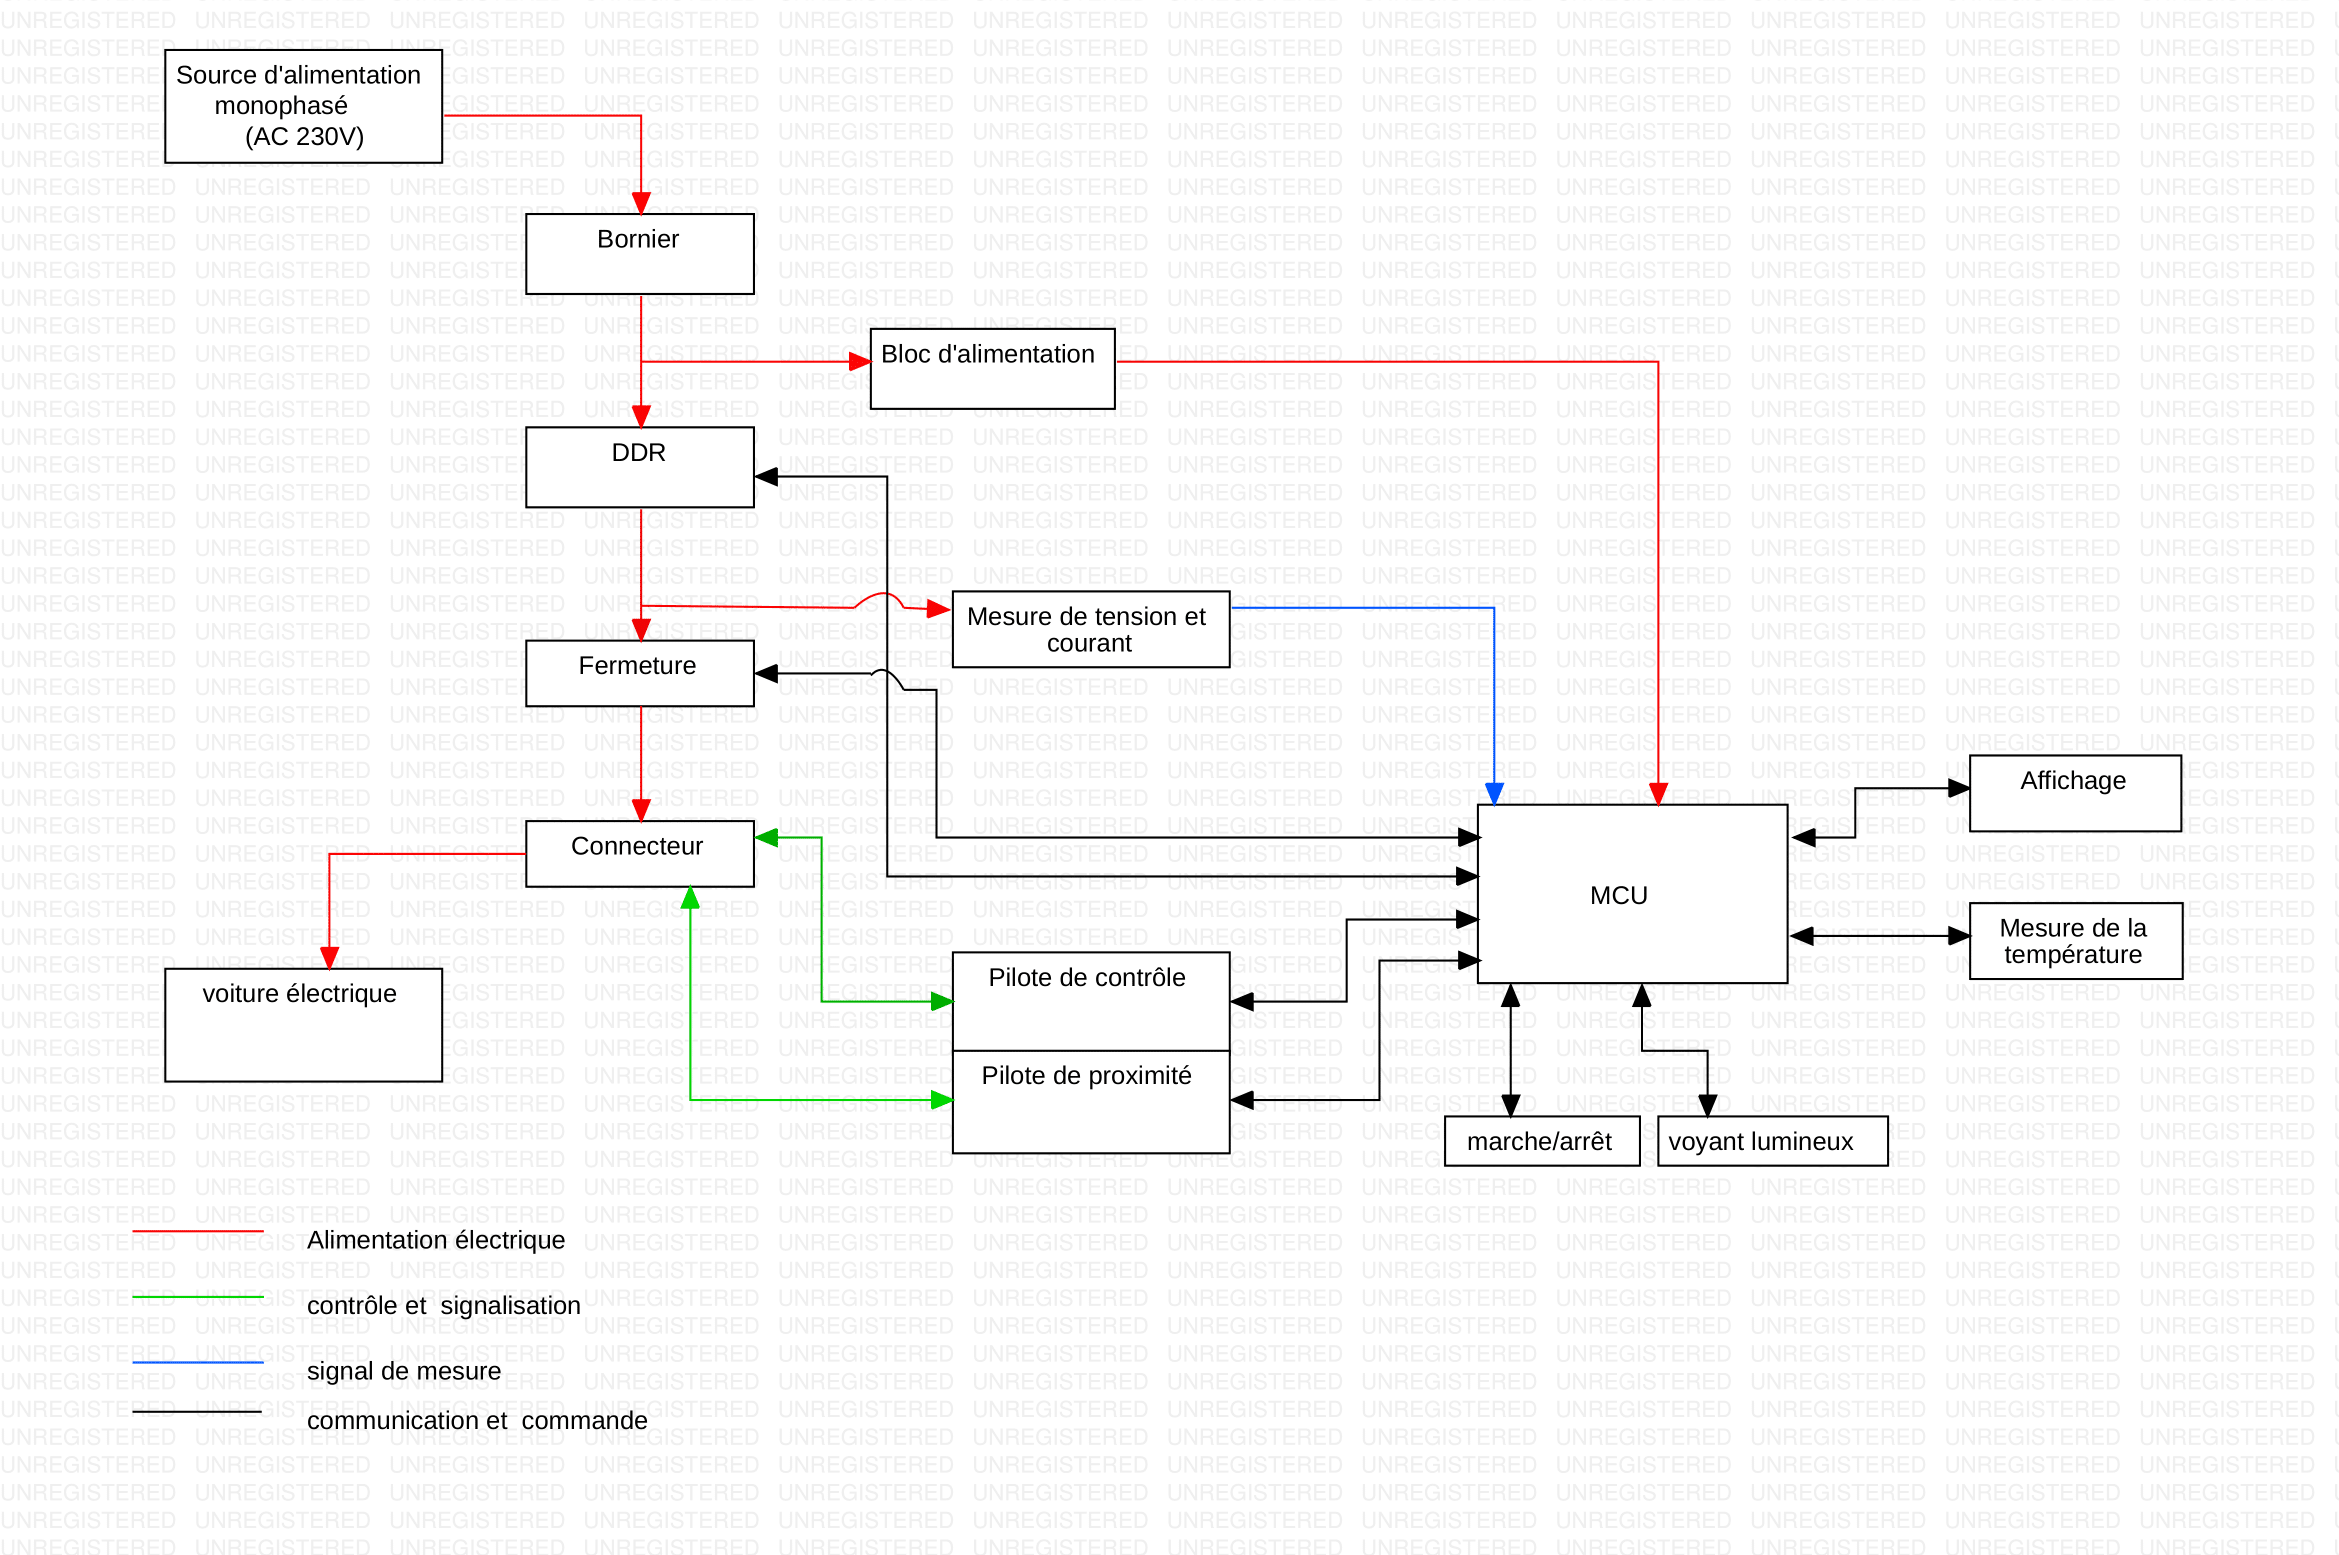 Source d'alimentation
monophasé
(AC 230V)
Bornier
Bloc d'alimentation
DDR
Mesure de tension et
courant
Fermeture
Affichage
Connecteur
MCU
Mesure de la
température
Pilote de contrôle
voiture électrique
Pilote de proximité
marche/arrêt
voyant lumineux
Alimentation électrique
contrôle et  signalisation
signal de mesure
communication et  commande
UNREGISTERED